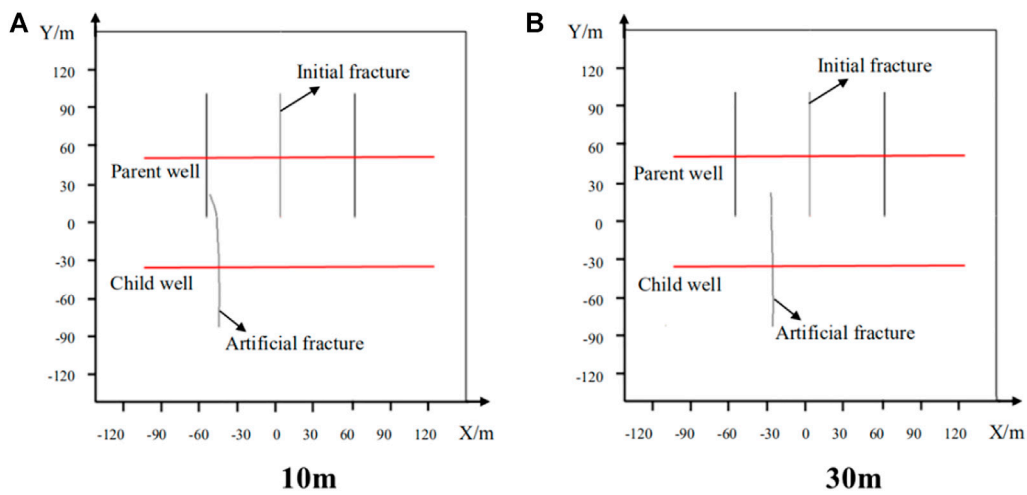 A
Y/m
120
90
60
30
0
-30
-60
-90
-120
Initial fracture
Parent well
Child well
Artificial fracture
-120 -90 -60 -30 0 30 60 90 120 X/m
10m
B
Y/m
120
90
60
30
0
-30
-60
-90
-120
Initial fracture
Parent well
Child well
Artificial fracture
-120 -90 -60 -30 0 30 60 90 120 X/m
30m